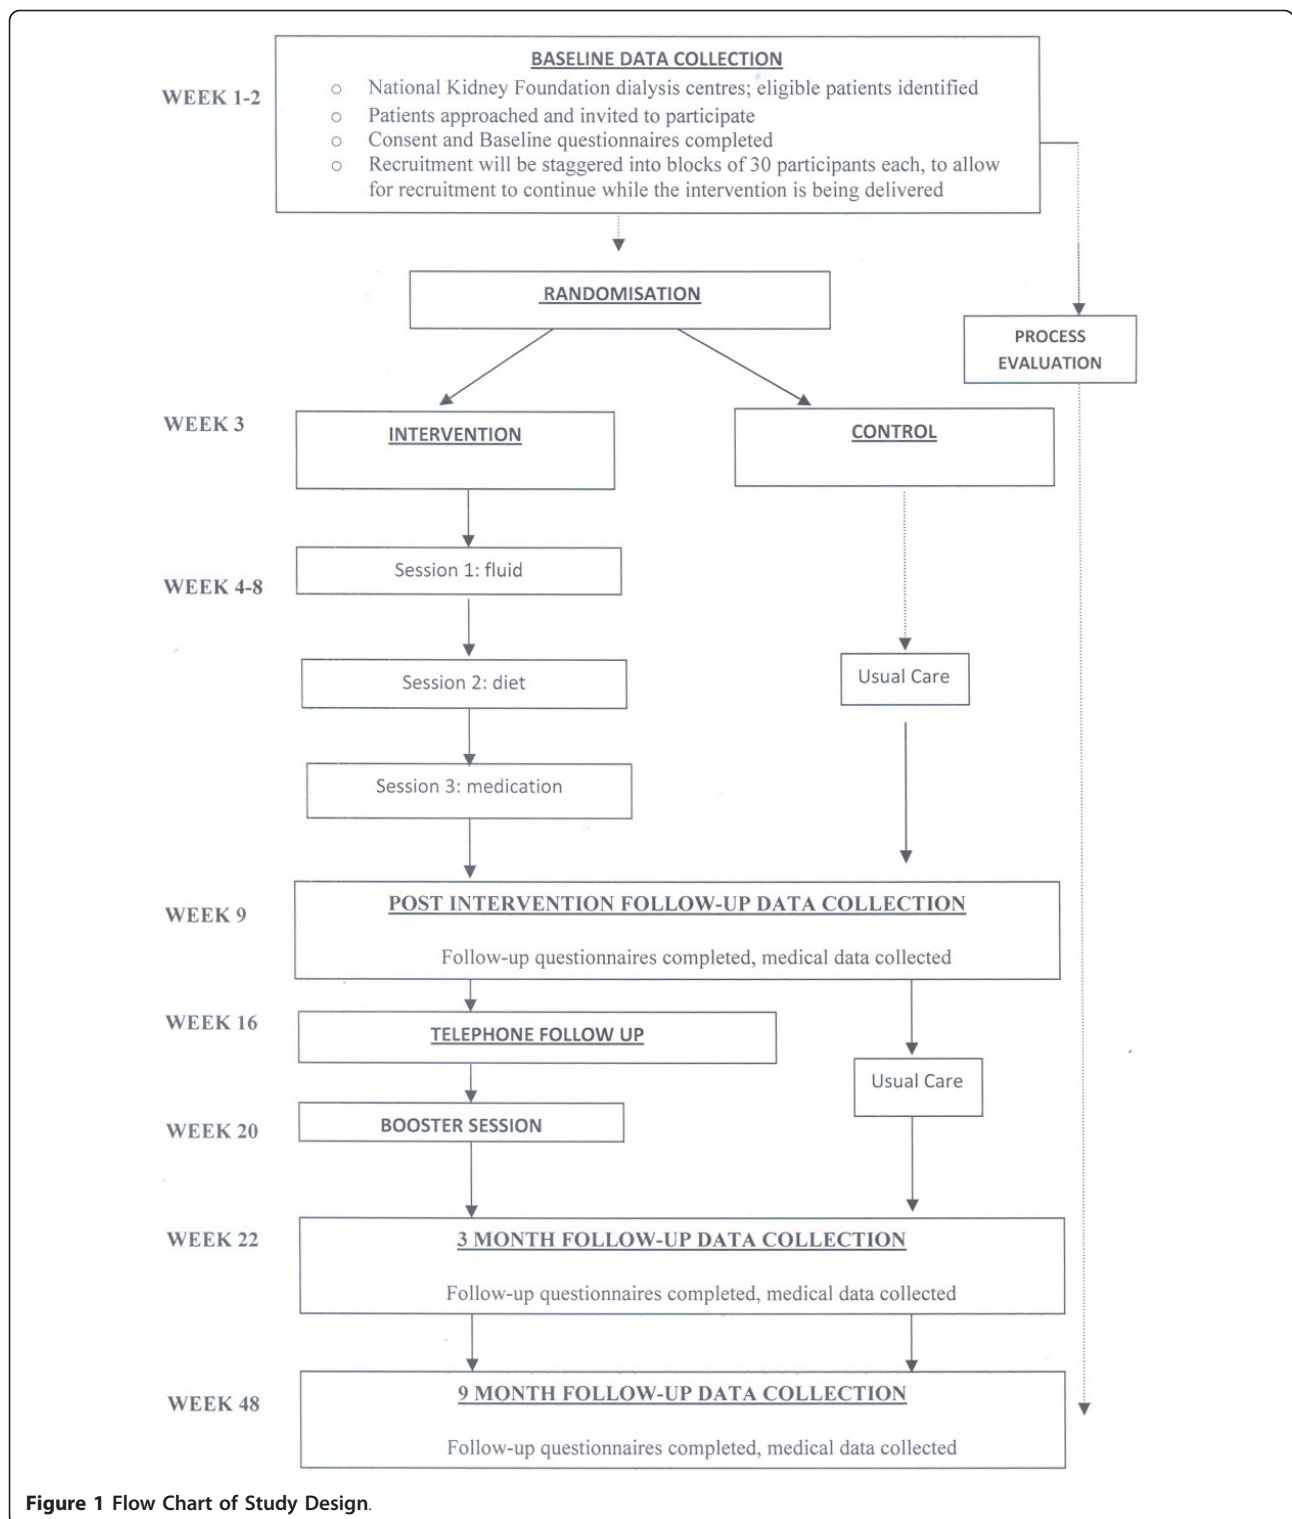 BASELINE DATA COLLECTION
WEEK 1-2
○ National Kidney Foundation dialysis centres; eligible patients identified
○ Patients approached and invited to participate
○ Consent and Baseline questionnaires completed
○ Recruitment will be staggered into blocks of 30 participants each, to allow
for recruitment to continue while the intervention is being delivered
RANDOMISATION
PROCESS
EVALUATION
WEEK 3
INTERVENTION
CONTROL
WEEK 4-8
Session 1: fluid
Session 2: diet
Usual Care
Session 3: medication
WEEK 9
POST INTERVENTION FOLLOW-UP DATA COLLECTION
Follow-up questionnaires completed, medical data collected
WEEK 16
TELEPHONE FOLLOW UP
Usual Care
WEEK 20
BOOSTER SESSION
WEEK 22
3 MONTH FOLLOW-UP DATA COLLECTION
Follow-up questionnaires completed, medical data collected
WEEK 48
9 MONTH FOLLOW-UP DATA COLLECTION
Follow-up questionnaires completed, medical data collected
Figure 1 Flow Chart of Study Design.